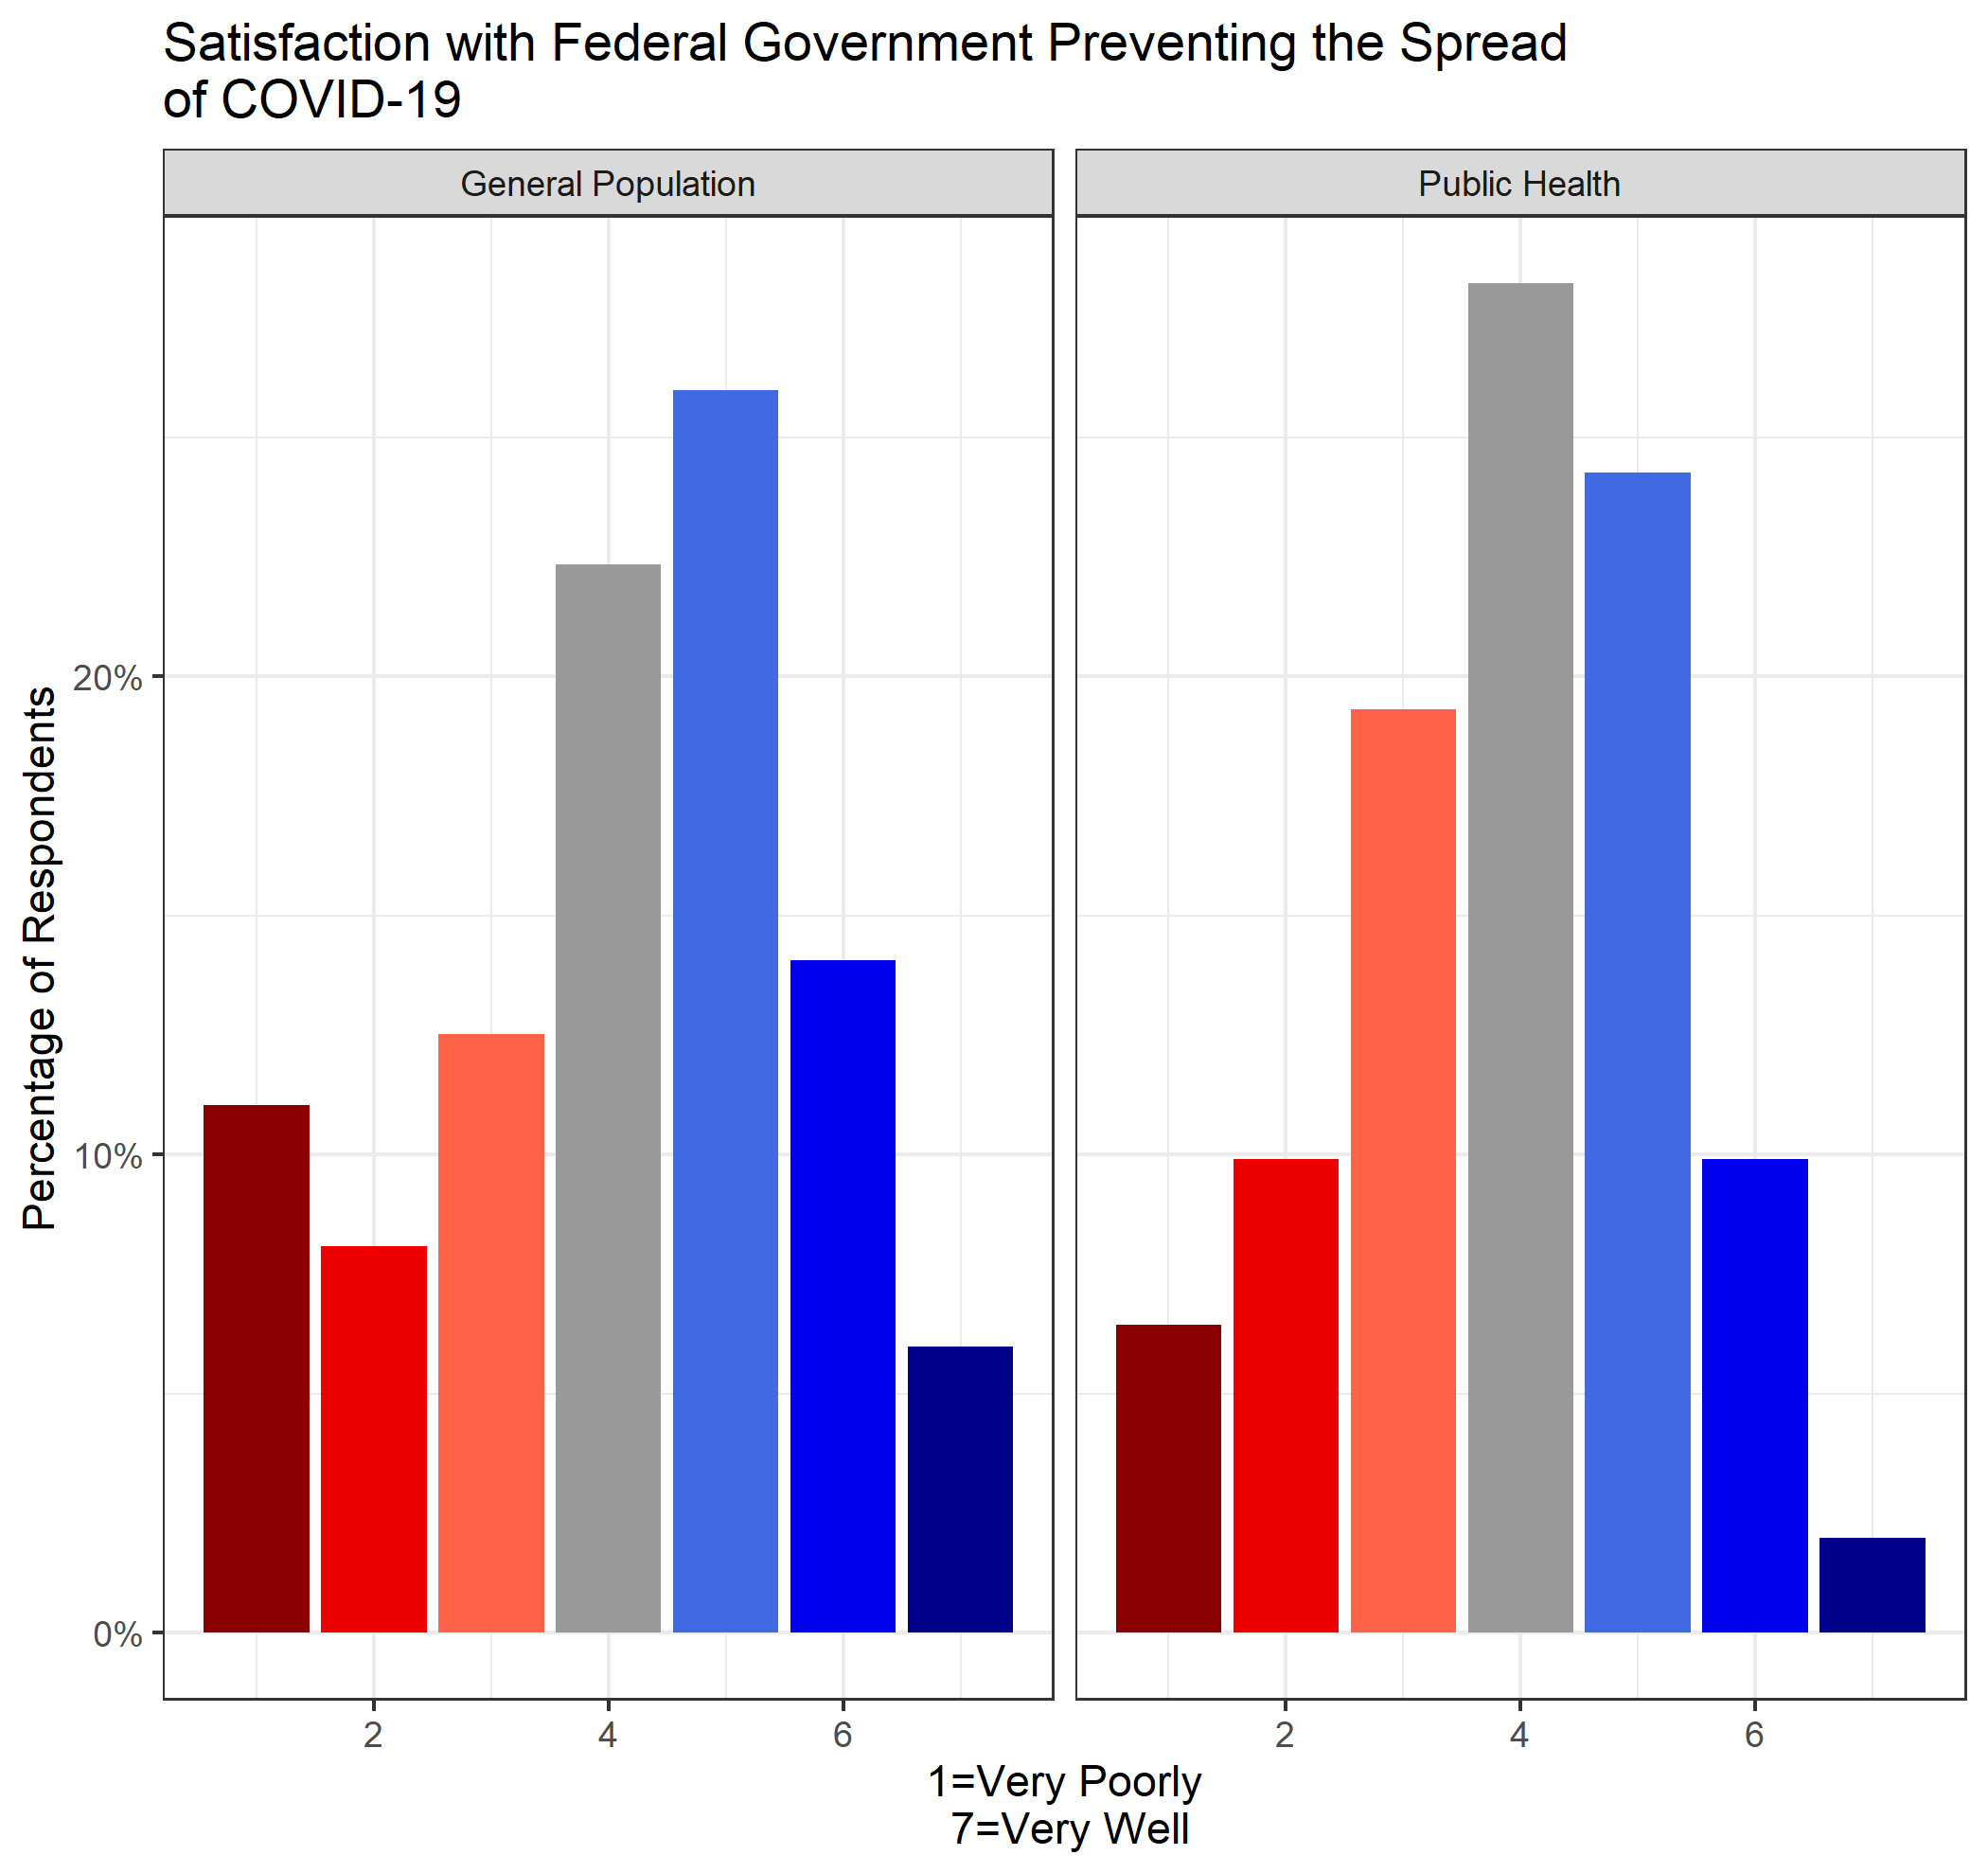 Satisfaction with Federal Government Preventing the Spread
of COVID-19
General Population
Public Health
Percentage of Respondents
20%
10%
0%
2
4
6
2
4
6
1=Very Poorly
7=Very Well